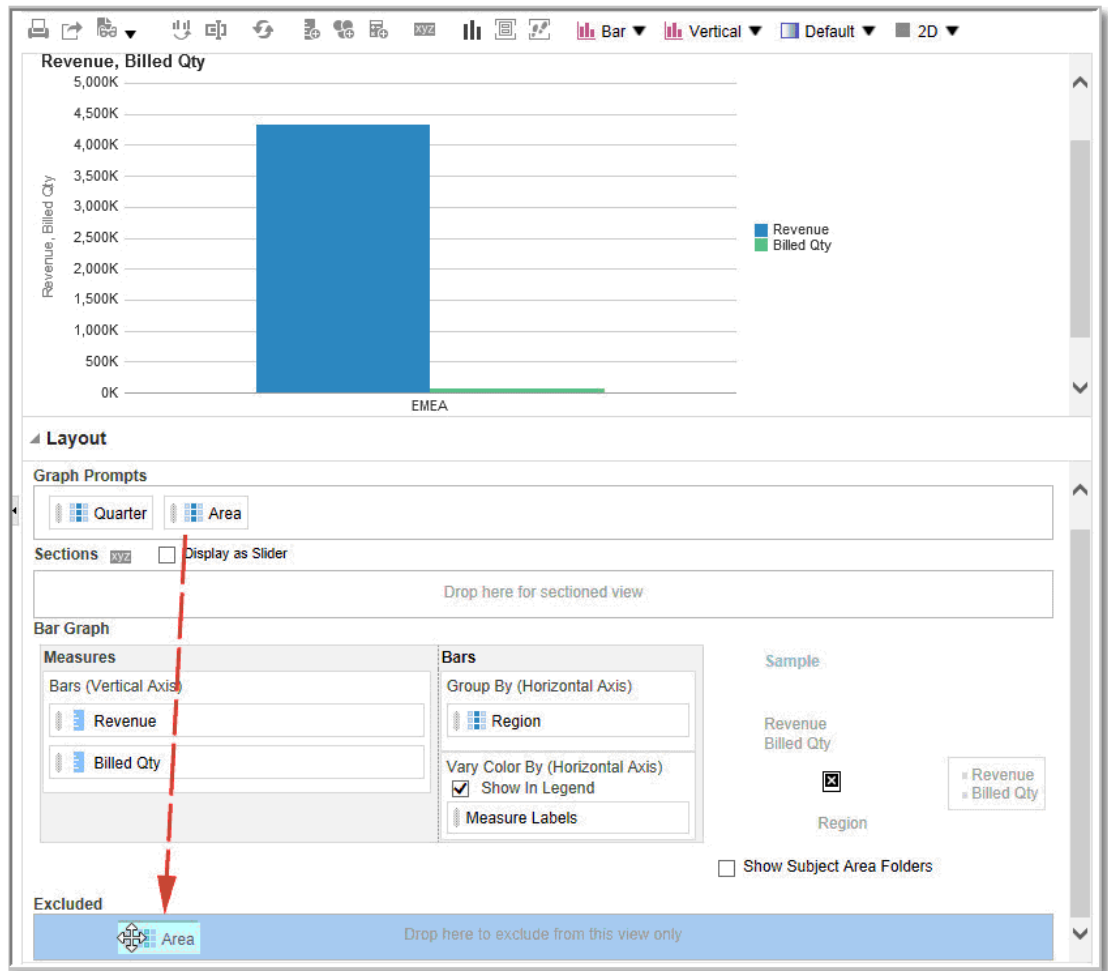 xyz Bar Vertical Default 2D
Revenue, Billed Qty
5,000K
4,500K
4,000K
3,500K
3,000K
2,500K
2,000K
1,500K
1,000K
500K
0K
Revenue, Billed Qty
EMEA
Revenue
Billed Qty
Layout
Graph Prompts
Quarter Area
Sections xyz Display as Slider
Drop here for sectioned view
Bar Graph
Measures
Bars (Vertical Axis)
Revenue
Billed Qty
Bars
Group By (Horizontal Axis)
Region
Vary Color By (Horizontal Axis)
Show In Legend
Measure Labels
Sample
Revenue
Billed Qty
Revenue
Billed Qty
Region
Show Subject Area Folders
Excluded
Area Drop here to exclude from this view only